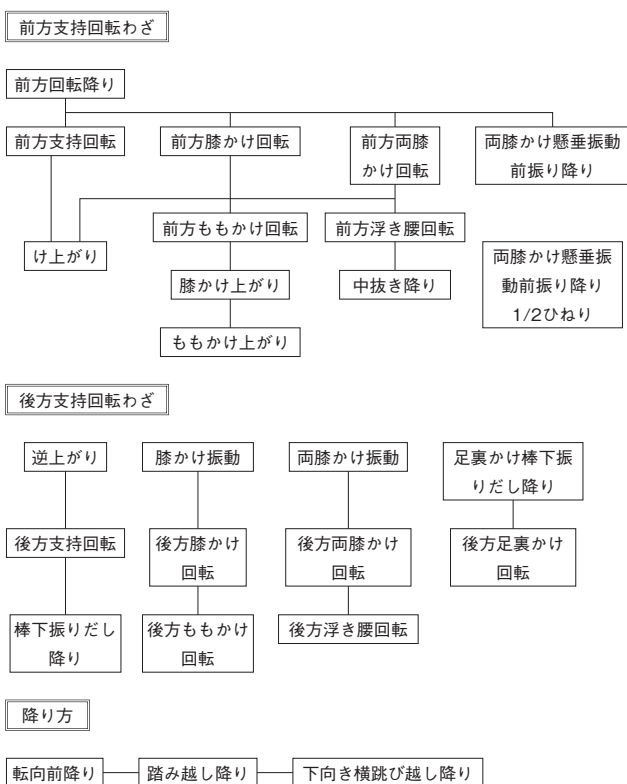 前方支持回転わざ
前方回転降り
前方支持回転
前方膝かけ回転
前方両膝
かけ回転
両膝かけ懸垂振動
前振り降り
け上がり
前方ももかけ回転
前方浮き腰回転
両膝かけ懸垂振
動前振り降り
1/2ひねり
膝かけ上がり
中抜き降り
ももかけ上がり
後方支持回転わざ
逆上がり
膝かけ振動
両膝かけ振動
足裏かけ棒下振
りだし降り
後方支持回転
後方膝かけ
回転
後方両膝かけ
回転
後方足裏かけ
回転
棒下振りだし
降り
後方ももかけ
回転
後方浮き腰回転
降り方
転向前降り
踏み越し降り
下向き横跳び越し降り